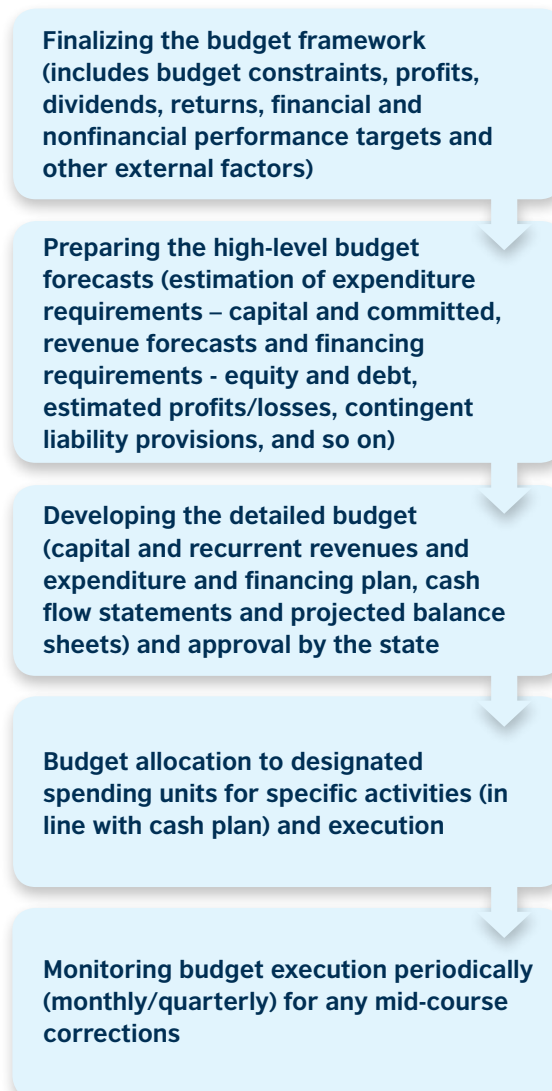 Finalizing the budget framework
(includes budget constraints, profits,
dividends, returns, financial and
nonfinancial performance targets and
other external factors)
Preparing the high-level budget
forecasts (estimation of expenditure
requirements – capital and committed,
revenue forecasts and financing
requirements - equity and debt,
estimated profits/losses, contingent
liability provisions, and so on)
Developing the detailed budget
(capital and recurrent revenues and
expenditure and financing plan, cash
flow statements and projected balance
sheets) and approval by the state
Budget allocation to designated
spending units for specific activities (in
line with cash plan) and execution
Monitoring budget execution periodically
(monthly/quarterly) for any mid-course
corrections